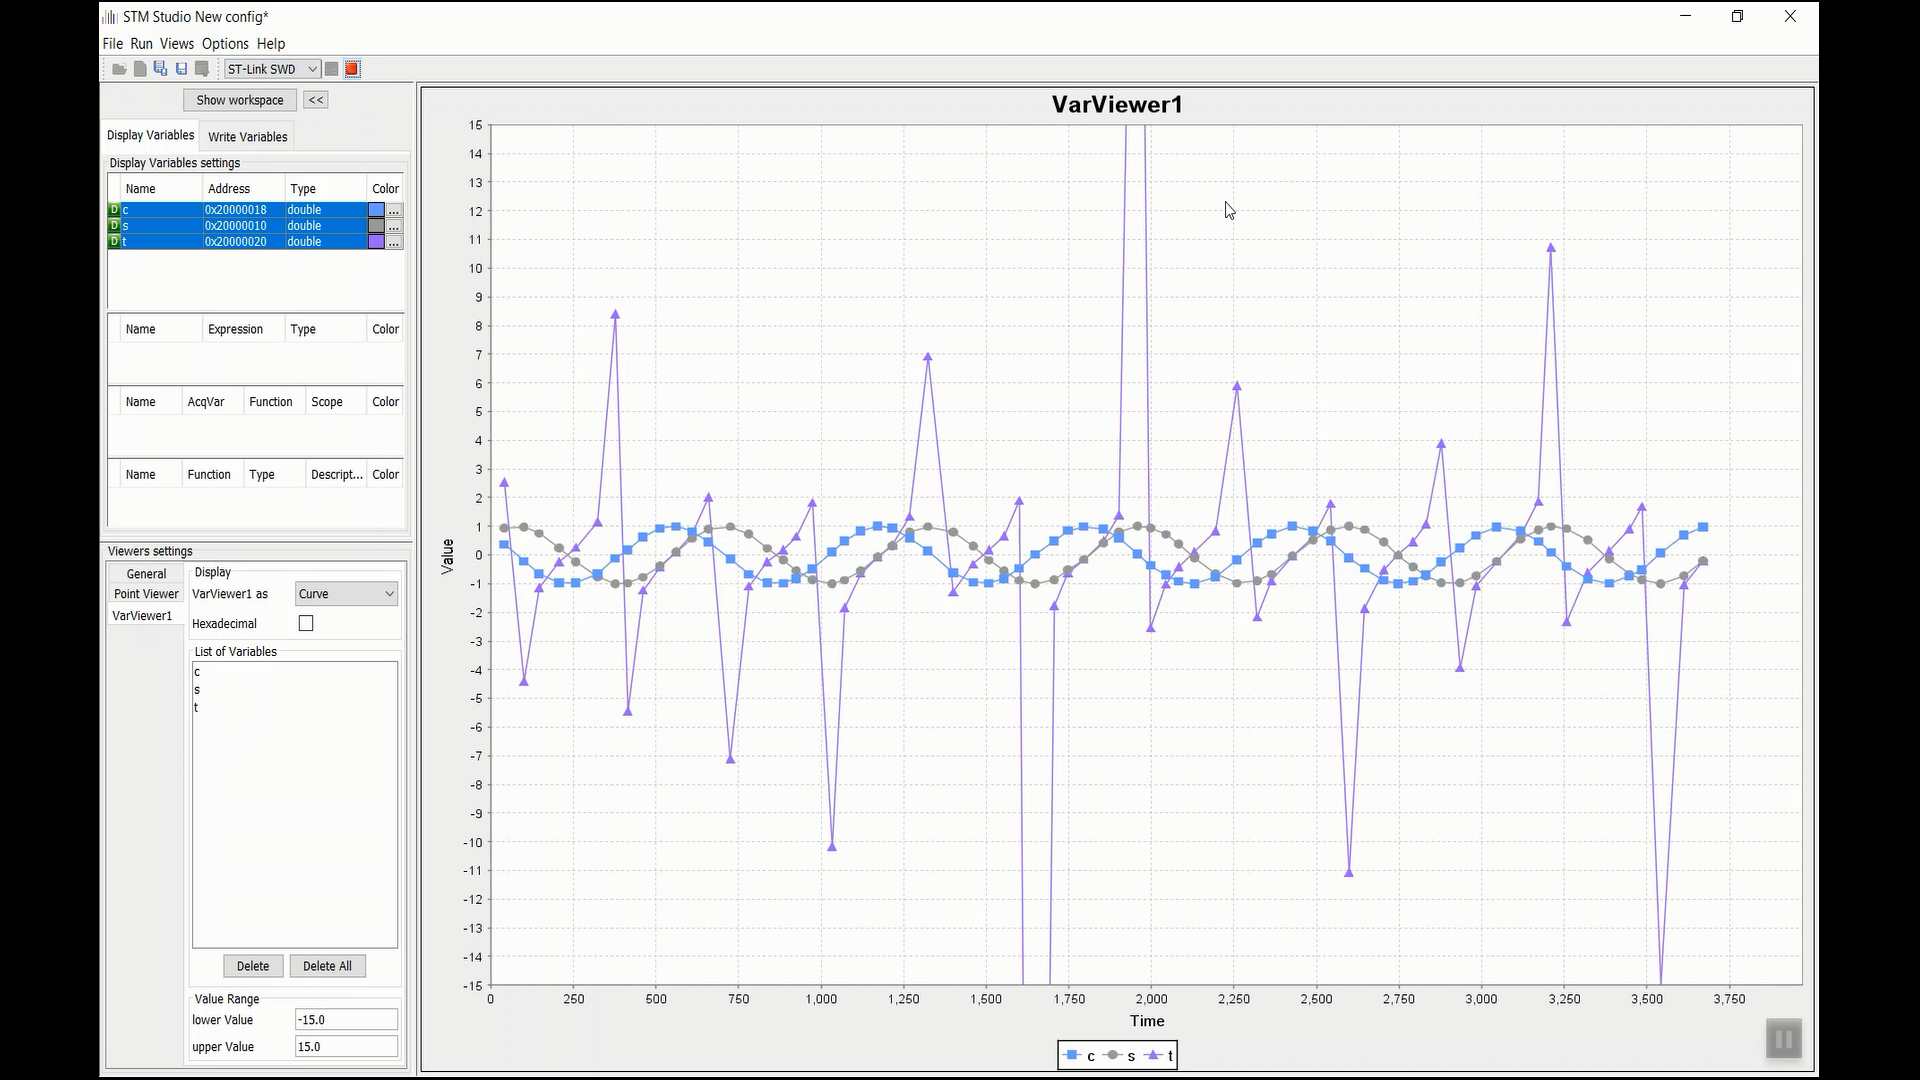 STM Studio New config*
File Run Views Options Help
ST-Link SWD
Show workspace <<
Display Variables Write Variables
Display Variables settings
Name Address Type Color
D c 0x20000018 double ...
D s 0x20000010 double ...
D t 0x20000020 double ...
Name Expression Type Color
Name AcqVar Function Scope Color
Name Function Type Descript... Color
Viewers settings
General
Point Viewer
VarViewer1
Display
VarViewer1 as Curve
Hexadecimal
List of Variables
c
s
t
Delete Delete All
Value Range
lower Value -15.0
upper Value 15.0
VarViewer1
15
14
13
12
11
10
9
8
7
6
5
4
3
2
1
0
-1
-2
-3
-4
-5
-6
-7
-8
-9
-10
-11
-12
-13
-14
-15
Value
0 250 500 750 1,000 1,250 1,500 1,750 2,000 2,250 2,500 2,750 3,000 3,250 3,500 3,750
Time
c s t